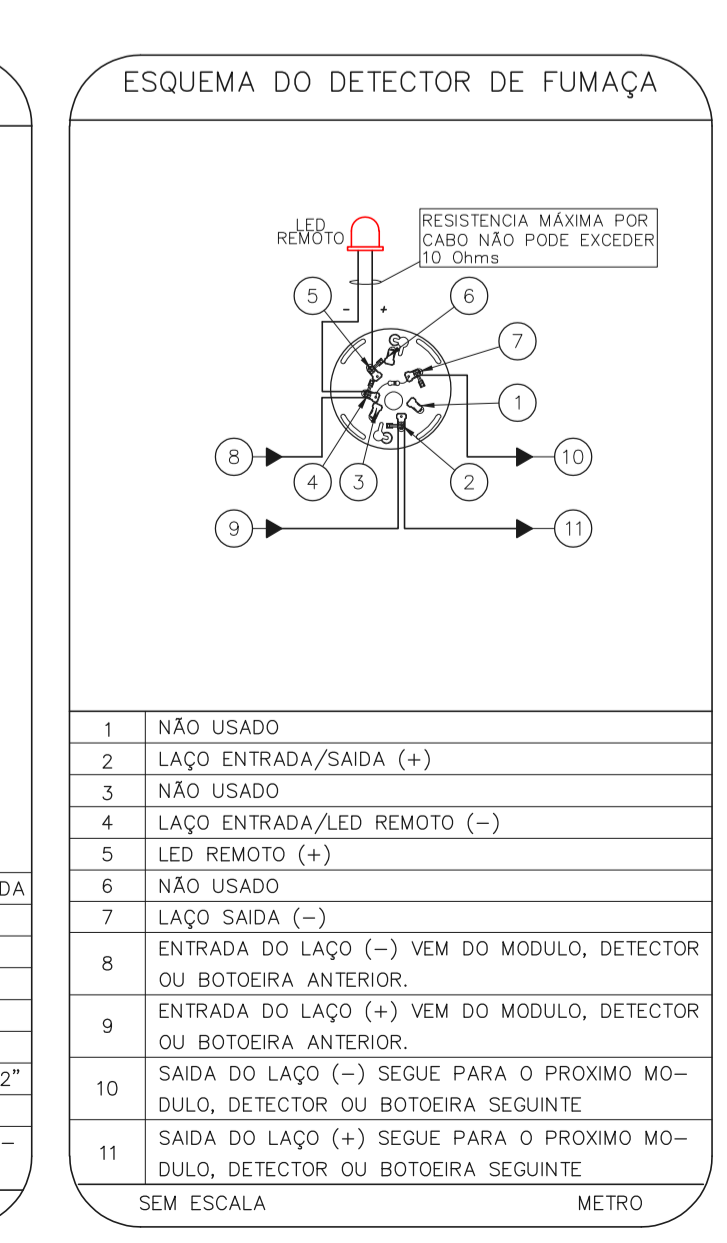 ESQUEMA DO DETECTOR DE FUMAÇA
LED
REMOTO
RESISTENCIA MÁXIMA POR
CABO NÃO PODE EXCEDER
10 Ohms
5
6
- +
7
1
8
10
4
3
2
9
11
1 NÃO USADO
2 LAÇO ENTRADA/SAIDA (+)
3 NÃO USADO
4 LAÇO ENTRADA/LED REMOTO (-)
5 LED REMOTO (+)
6 NÃO USADO
7 LAÇO SAIDA (-)
8 ENTRADA DO LAÇO (-) VEM DO MODULO, DETECTOR
OU BOTOEIRA ANTERIOR.
9 ENTRADA DO LAÇO (+) VEM DO MODULO, DETECTOR
OU BOTOEIRA ANTERIOR.
10 SAIDA DO LAÇO (-) SEGUE PARA O PROXIMO MO-
DULO, DETECTOR OU BOTOEIRA SEGUINTE
11 SAIDA DO LAÇO (+) SEGUE PARA O PROXIMO MO-
DULO, DETECTOR OU BOTOEIRA SEGUINTE
SEM ESCALA METRO
DA
2"
-